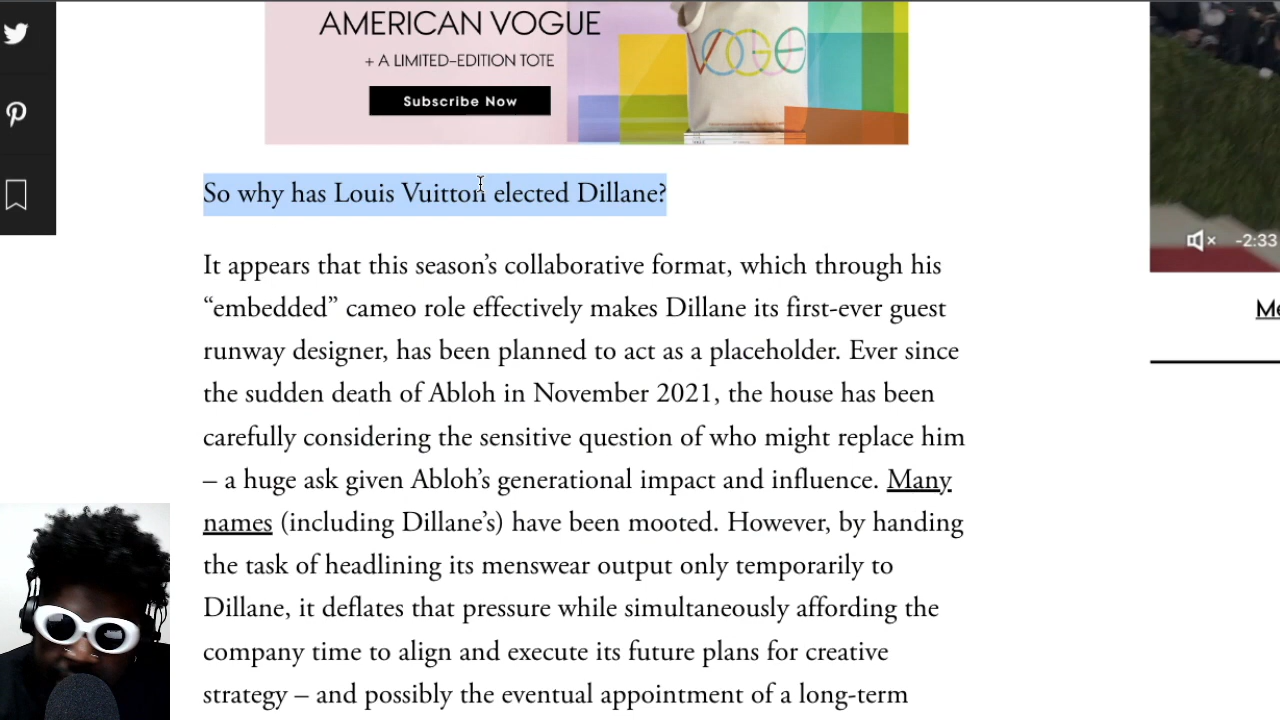 AMERICAN VOGUE
+ A LIMITED-EDITION TOTE
VOGUE
Subscribe Now
So why has Louis Vuitton elected Dillane?
-2:33
It appears that this season’s collaborative format, which through his
“embedded” cameo role effectively makes Dillane its first-ever guest
runway designer, has been planned to act as a placeholder. Ever since
the sudden death of Abloh in November 2021, the house has been
carefully considering the sensitive question of who might replace him
– a huge ask given Abloh’s generational impact and influence. Many
names (including Dillane’s) have been mooted. However, by handing
the task of headlining its menswear output only temporarily to
Dillane, it deflates that pressure while simultaneously affording the
company time to align and execute its future plans for creative
strategy – and possibly the eventual appointment of a long-term